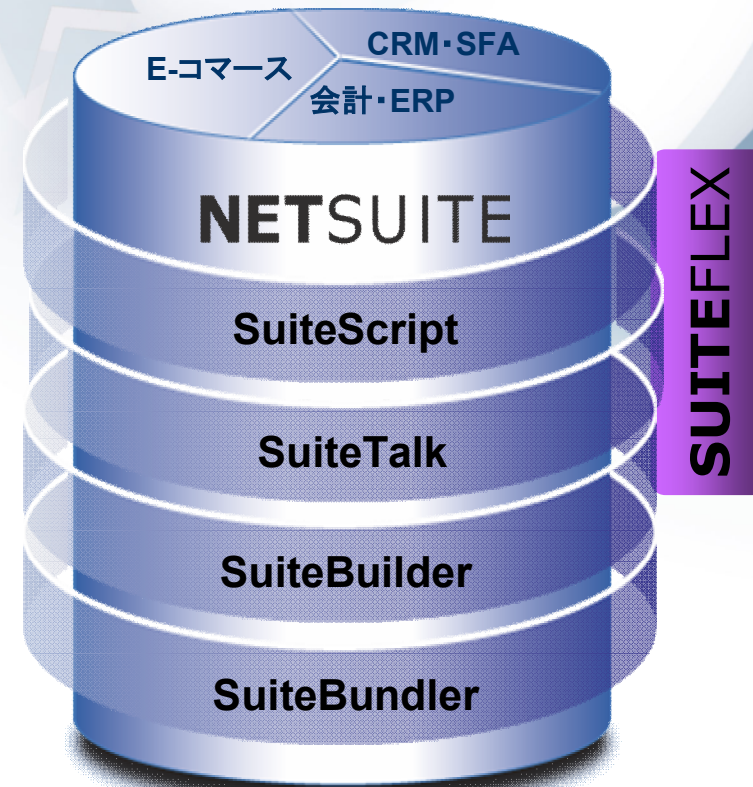 CRM・SFA
E-コマース
会計・ERP
NETSUITE
SUITEFLEX
SuiteScript
SuiteTalk
SuiteBuilder
SuiteBundler